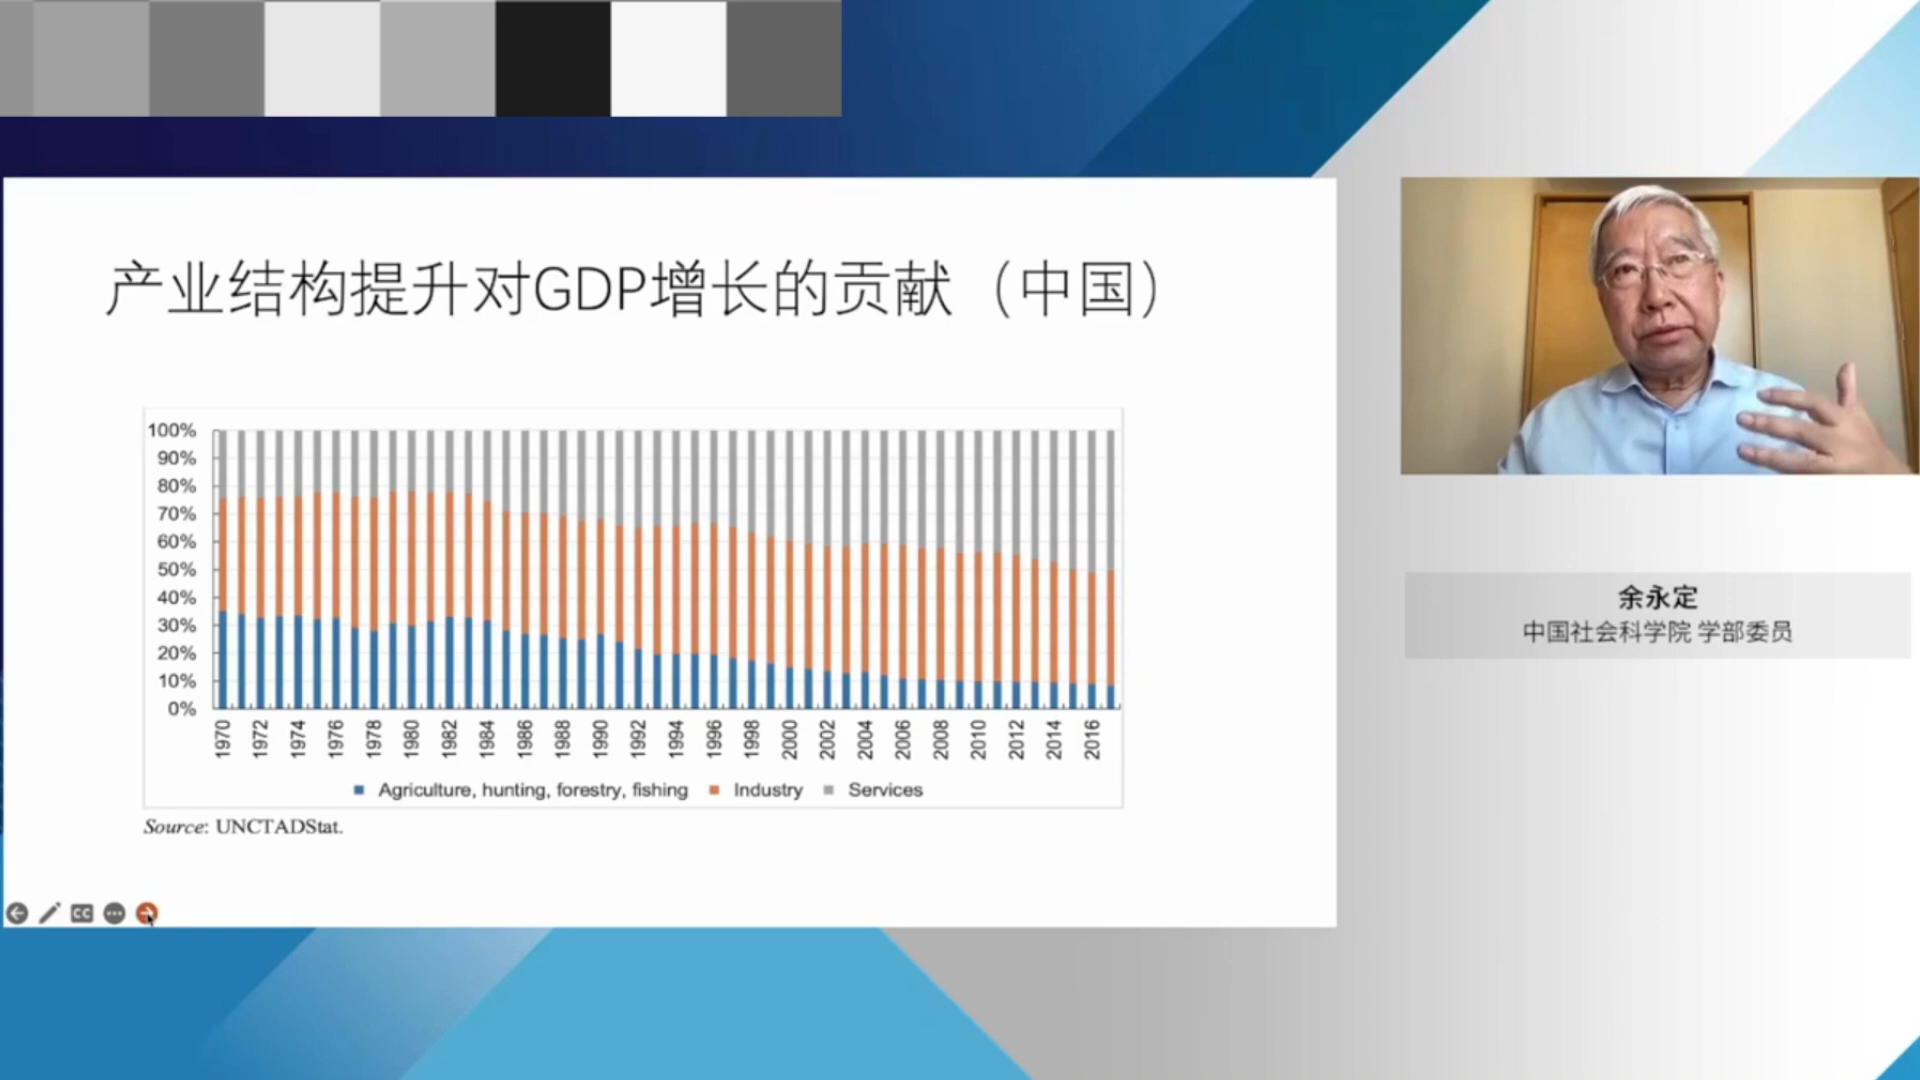 产业结构提升对GDP增长的贡献（中国）
100%
90%
80%
70%
60%
50%
40%
30%
20%
10%
0%
1970 1972 1974 1976 1978 1980 1982 1984 1986 1988 1990 1992 1994 1996 1998 2000 2002 2004 2006 2008 2010 2012 2014 2016
Agriculture, hunting, forestry, fishing Industry Services
Source: UNCTADStat.
CC
余永定
中国社会科学院 学部委员